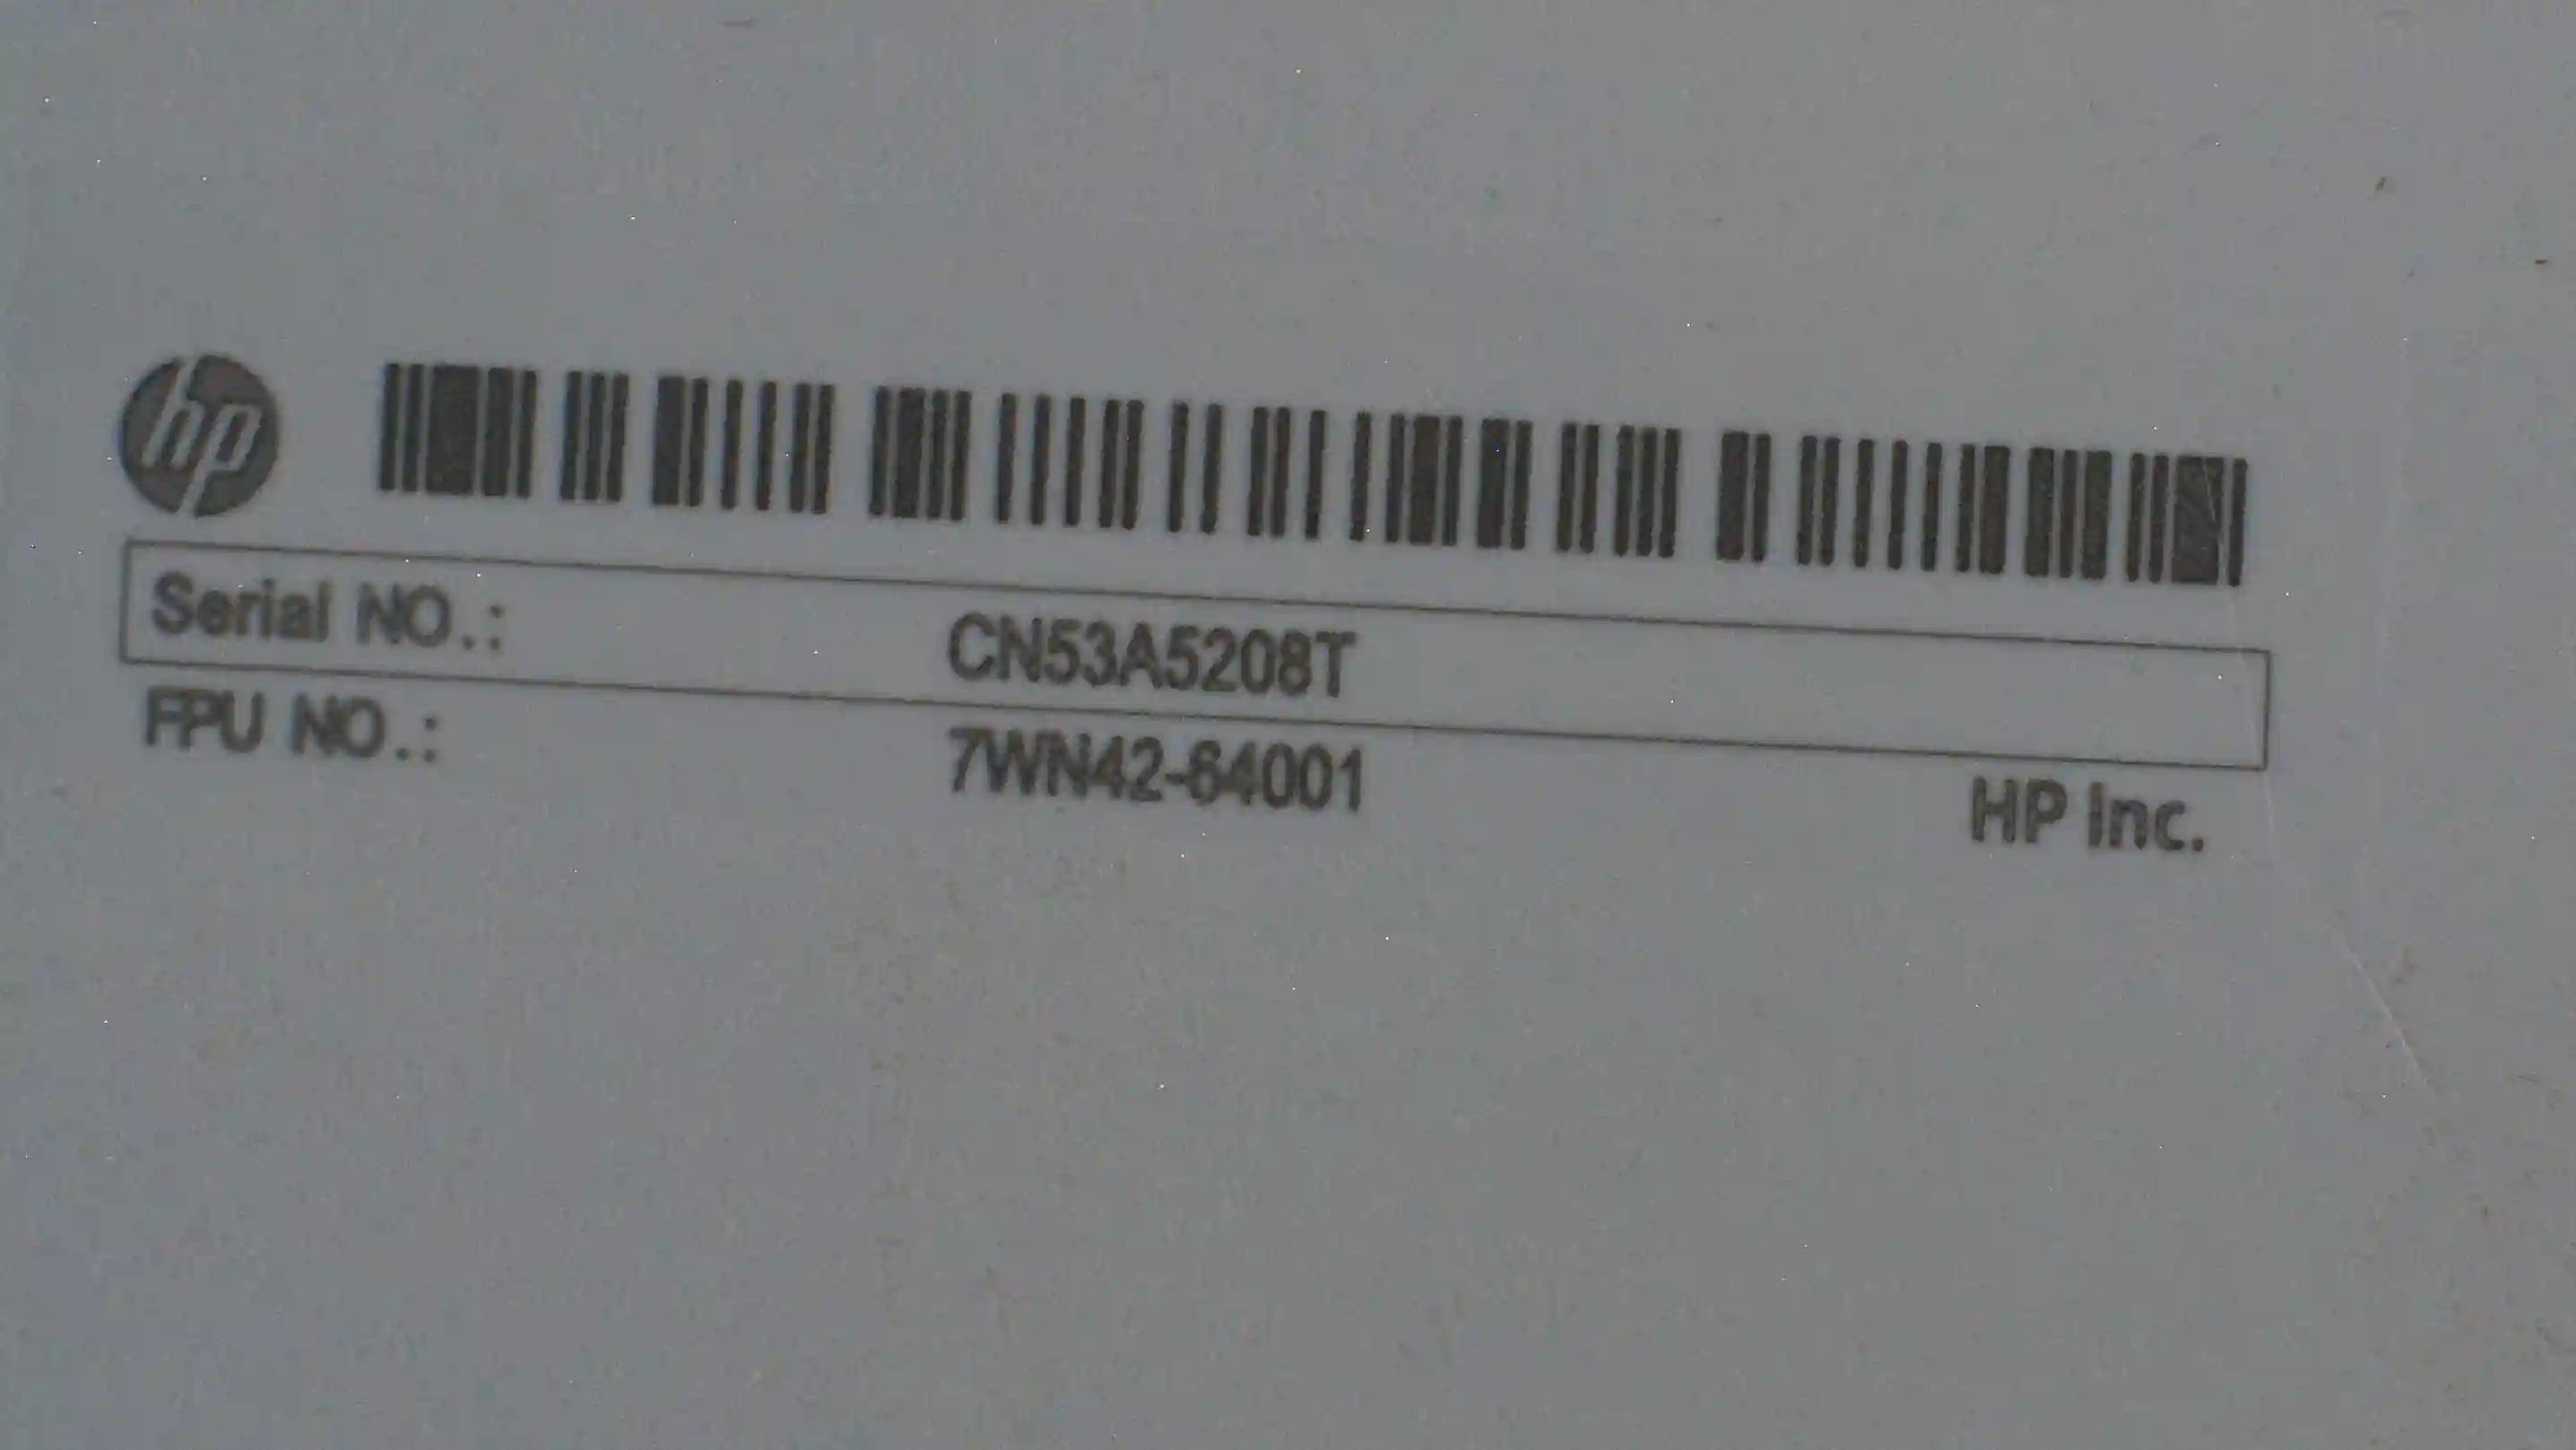 hp
Serial NO.: CN53A5208T
FPU NO.: 7WN42-64001
HP Inc.